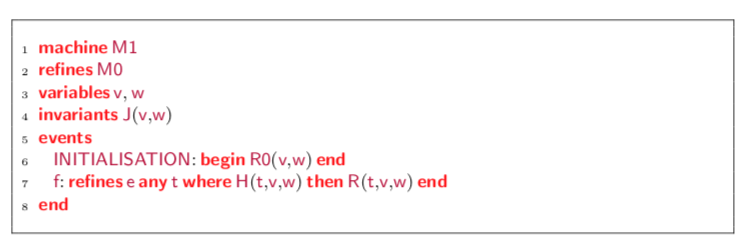 1 machine M1
2 refines M0
3 variables v, w
4 invariants J(v,w)
5 events
6 INITIALISATION: begin R0(v,w) end
7 f: refines e any t where H(t,v,w) then R(t,v,w) end
8 end